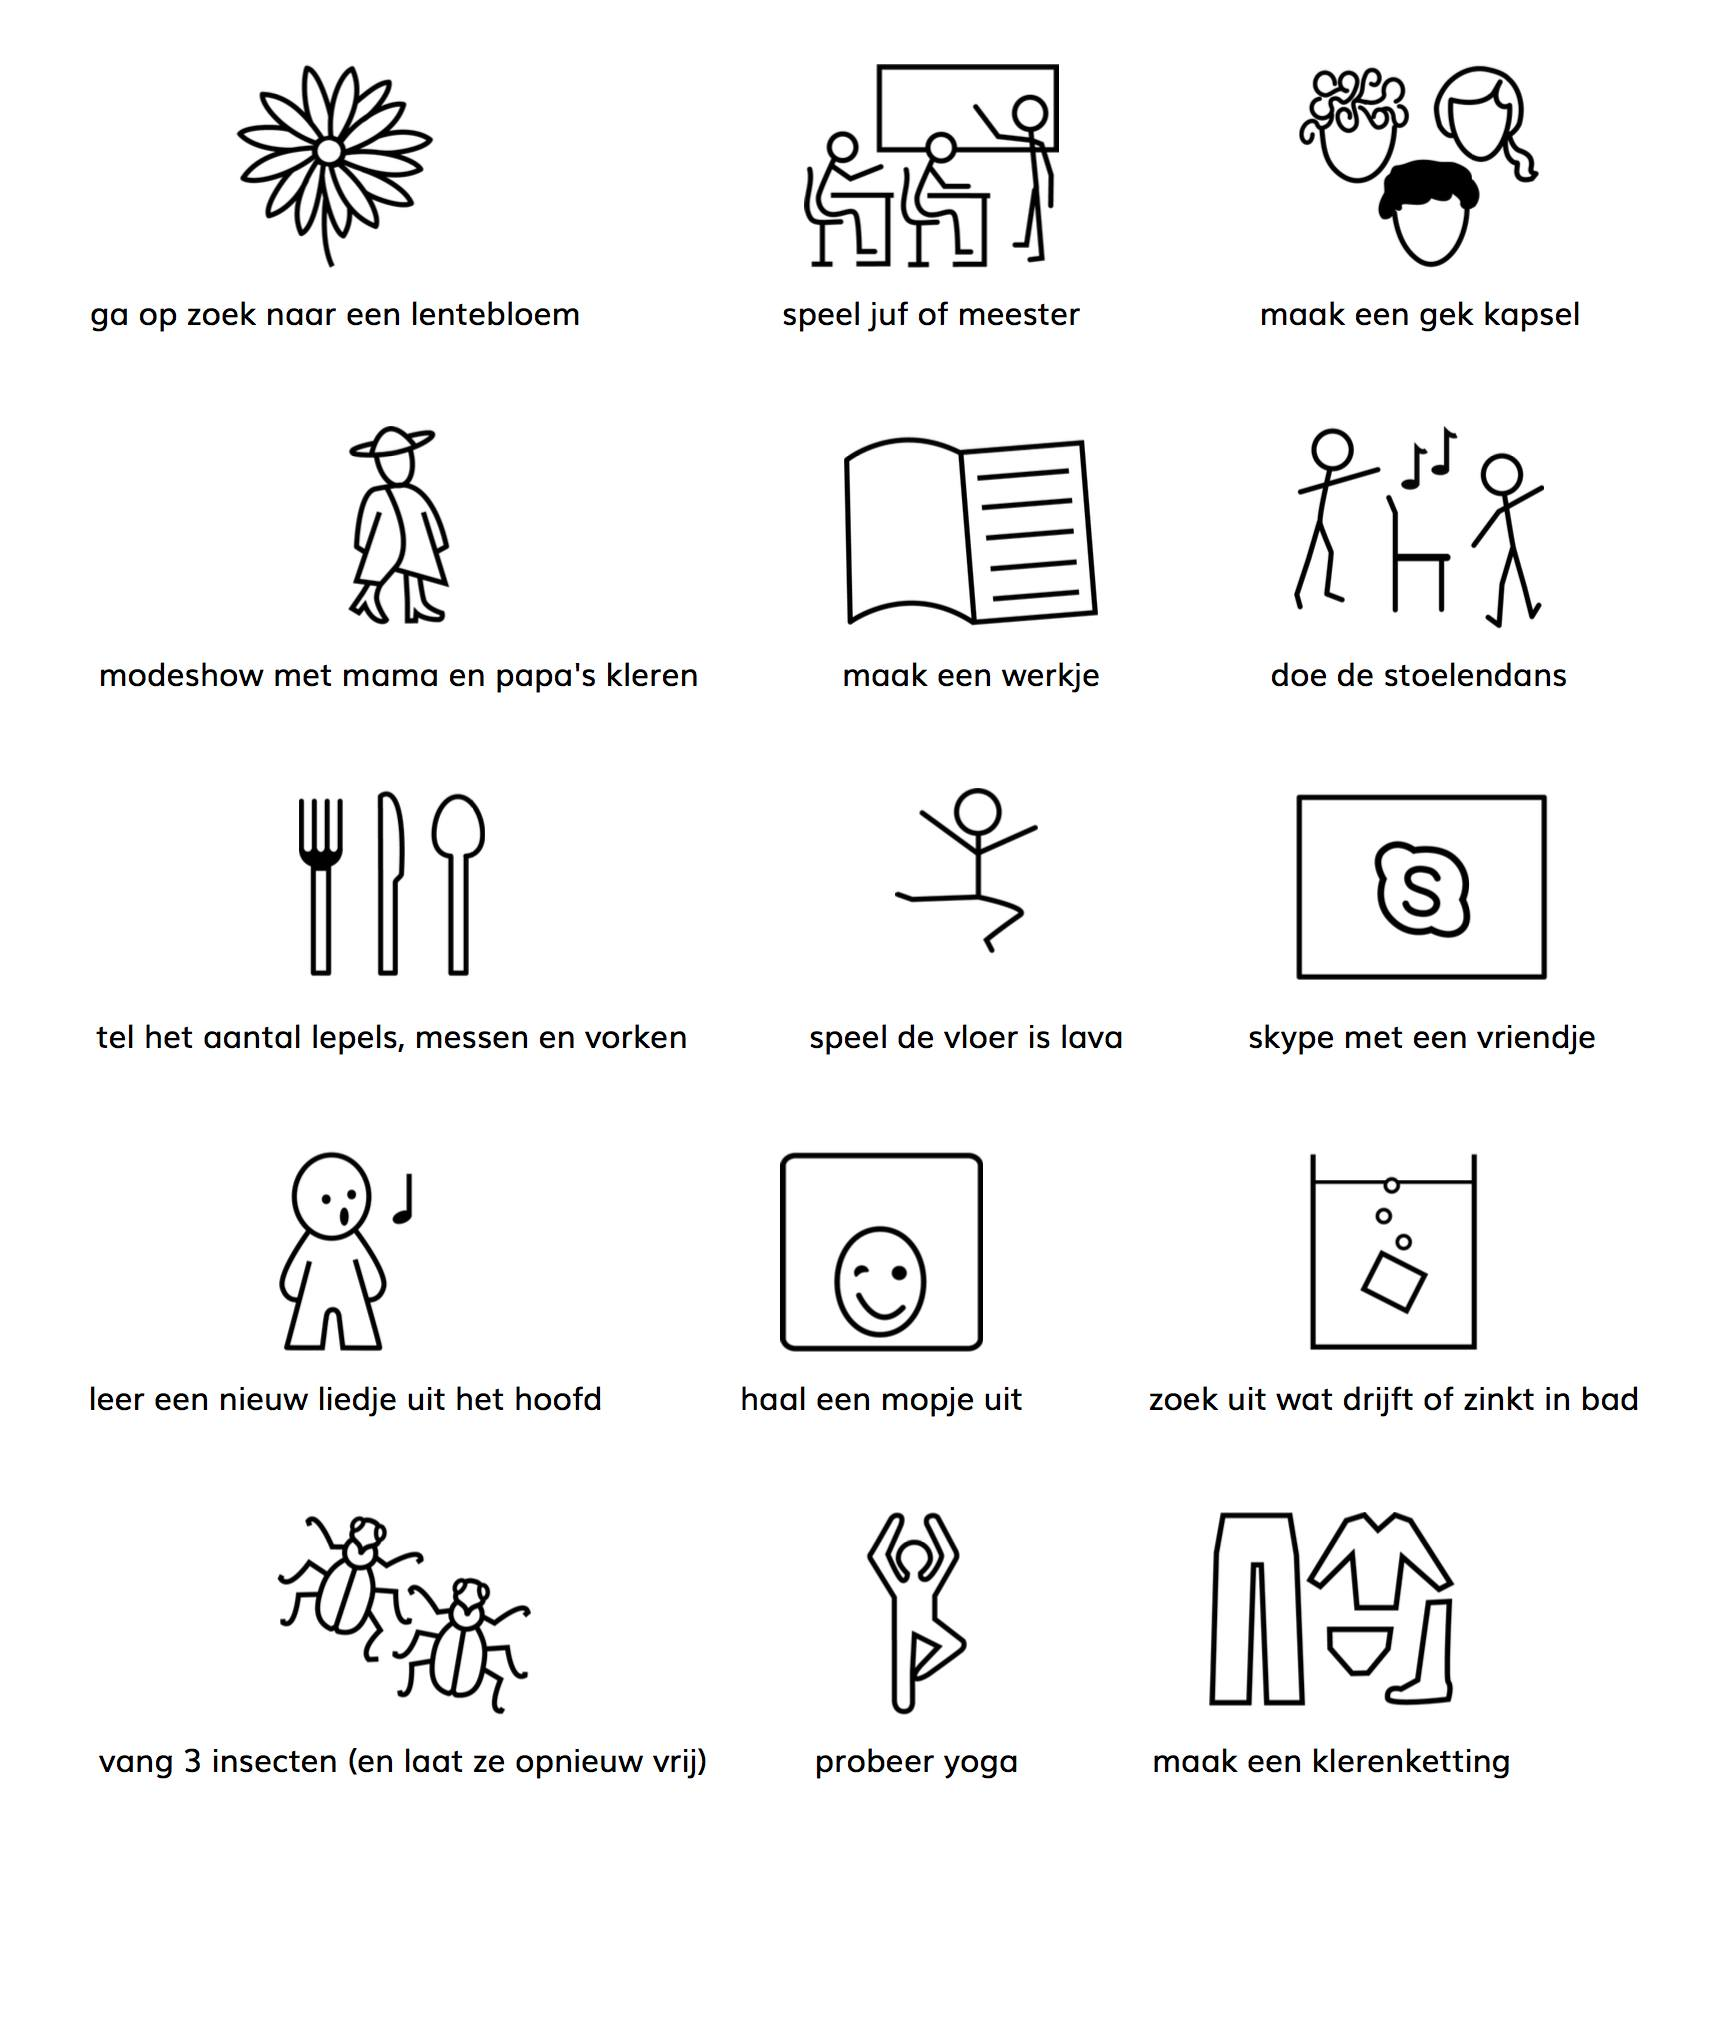 ga op zoek naar een lentebloem
speel juf of meester
maak een gek kapsel
modeshow met mama en papa's kleren
maak een werkje
doe de stoelendans
S
tel het aantal lepels, messen en vorken
speel de vloer is lava
skype met een vriendje
leer een nieuw liedje uit het hoofd
haal een mopje uit
zoek uit wat drijft of zinkt in bad
vang 3 insecten (en laat ze opnieuw vrij)
probeer yoga
maak een klerenketting